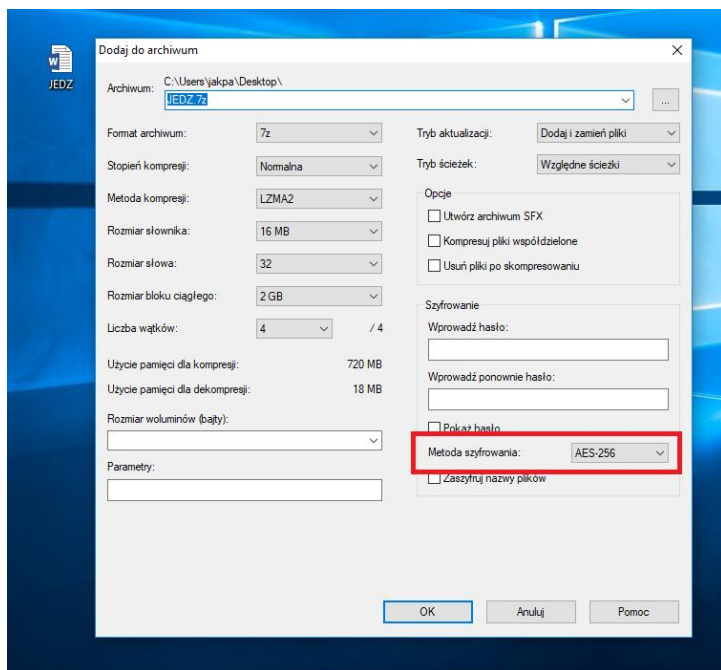 JEDZ
Dodaj do archiwum
Archiwum: C:\Users\jakpa\Desktop\
JEDZ.7z
...
Format archiwum: 7z
Stopień kompresji: Normalna
Metoda kompresji: LZMA2
Rozmiar słownika: 16 MB
Rozmiar słowa: 32
Rozmiar bloku ciągłego: 2 GB
Liczba wątków: 4 / 4
Użycie pamięci dla kompresji: 720 MB
Użycie pamięci dla dekompresji: 18 MB
Rozmiar woluminów (bajty):
Parametry:
Tryb aktualizacji: Dodaj i zamień pliki
Tryb ścieżek: Względne ścieżki
Opcje
Utwórz archiwum SFX
Kompresuj pliki współdzielone
Usuń pliki po skompresowaniu
Szyfrowanie
Wprowadź hasło:
Wprowadź ponownie hasło:
Pokaż hasło
Metoda szyfrowania: AES-256
Zaszyfruj nazwy plików
OK Anuluj Pomoc